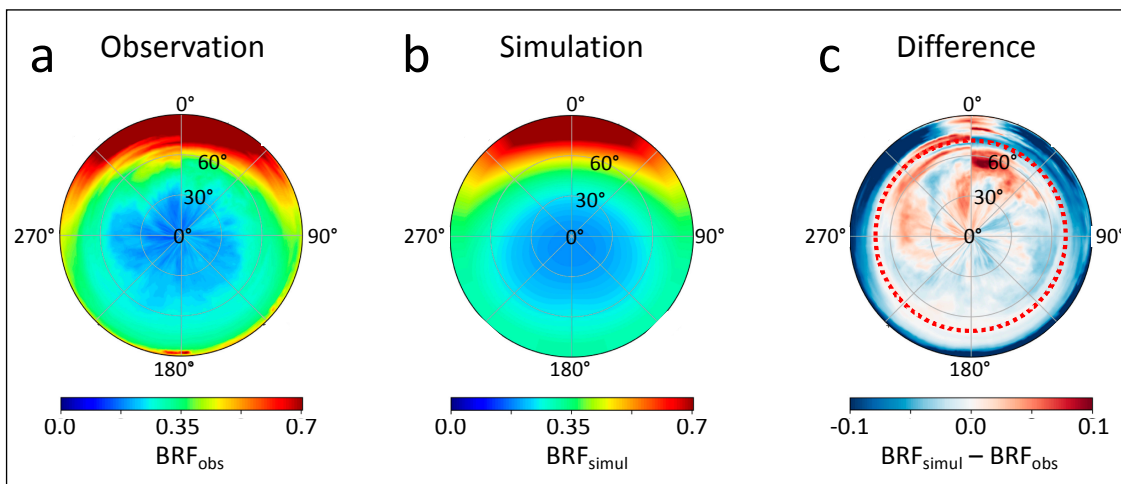 a Observation
b Simulation
c Difference
0° 0° 0°
60° 60° 60°
30° 30° 30°
270° 0° 90° 270° 0° 90° 270° 0° 90°
180° 180° 180°
0.0 0.35 0.7 0.0 0.35 0.7 -0.1 0.0 0.1
BRFobs BRFsimul BRFsimul – BRFobs